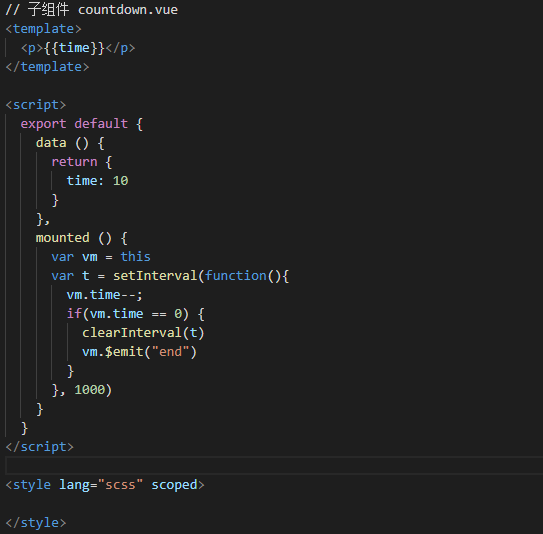 // 子组件 countdown.vue
<template>
  <p>{{time}}</p>
</template>

<script>
  export default {
    data () {
      return {
        time: 10
      }
    },
    mounted () {
      var vm = this
      var t = setInterval(function(){
        vm.time--;
        if(vm.time == 0) {
          clearInterval(t)
          vm.$emit("end")
        }
      }, 1000)
    }
  }
</script>

<style lang="scss" scoped>

</style>